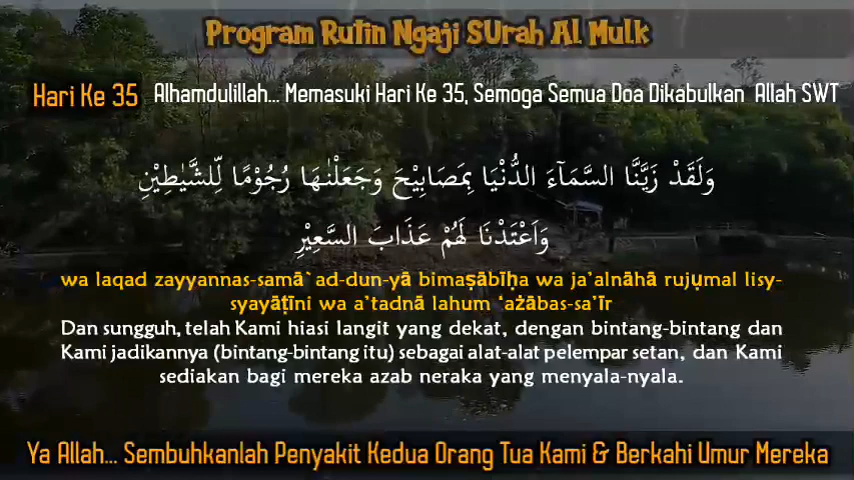 Program Rutin Ngaji SUrah Al Mulk
Hari Ke 35 Alhamdulillah... Memasuki Hari Ke 35, Semoga Semua Doa Dikabulkan Allah SWT
وَلَقَدْ زَيَّنَّا السَّمَاۤءَ الدُّنْيَا بِمَصَابِيْحَ وَجَعَلْنٰهَا رُجُوْمًا لِّلشَّيٰطِيْنِ
وَاَعْتَدْنَا لَهُمْ عَذَابَ السَّعِيْرِ
wa laqad zayyannas-samā`ad-dun-yā bimaṣābīḥa wa ja’alnāhā rujụmal lisy-
syayāṭīni wa a’tadnā lahum ‘ażābas-sa’īr
Dan sungguh, telah Kami hiasi langit yang dekat, dengan bintang-bintang dan
Kami jadikannya (bintang-bintang itu) sebagai alat-alat pelempar setan, dan Kami
sediakan bagi mereka azab neraka yang menyala-nyala.
Ya Allah... Sembuhkanlah Penyakit Kedua Orang Tua Kami & Berkahi Umur Mereka